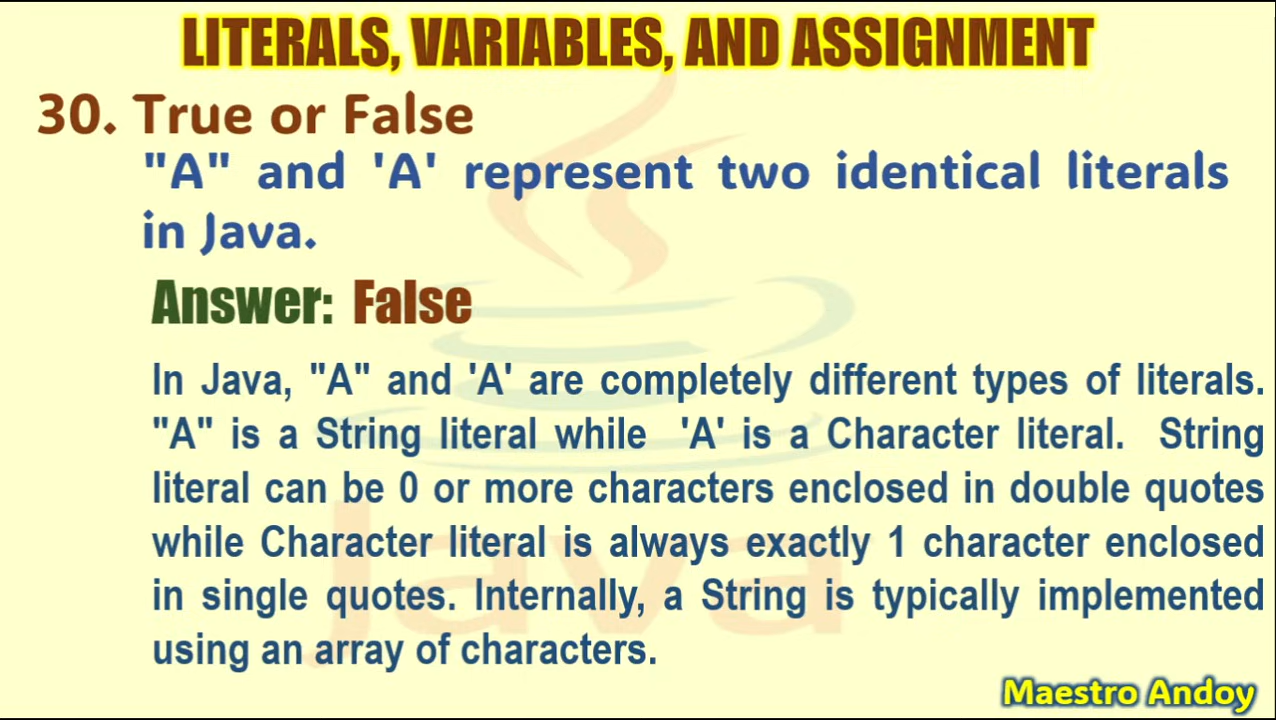 LITERALS, VARIABLES, AND ASSIGNMENT
30. True or False
"A" and 'A' represent two identical literals
in Java.
Answer: False
In Java, "A" and 'A' are completely different types of literals.
"A" is a String literal while 'A' is a Character literal. String
literal can be 0 or more characters enclosed in double quotes
while Character literal is always exactly 1 character enclosed
in single quotes. Internally, a String is typically implemented
using an array of characters.
Java
Maestro Andoy